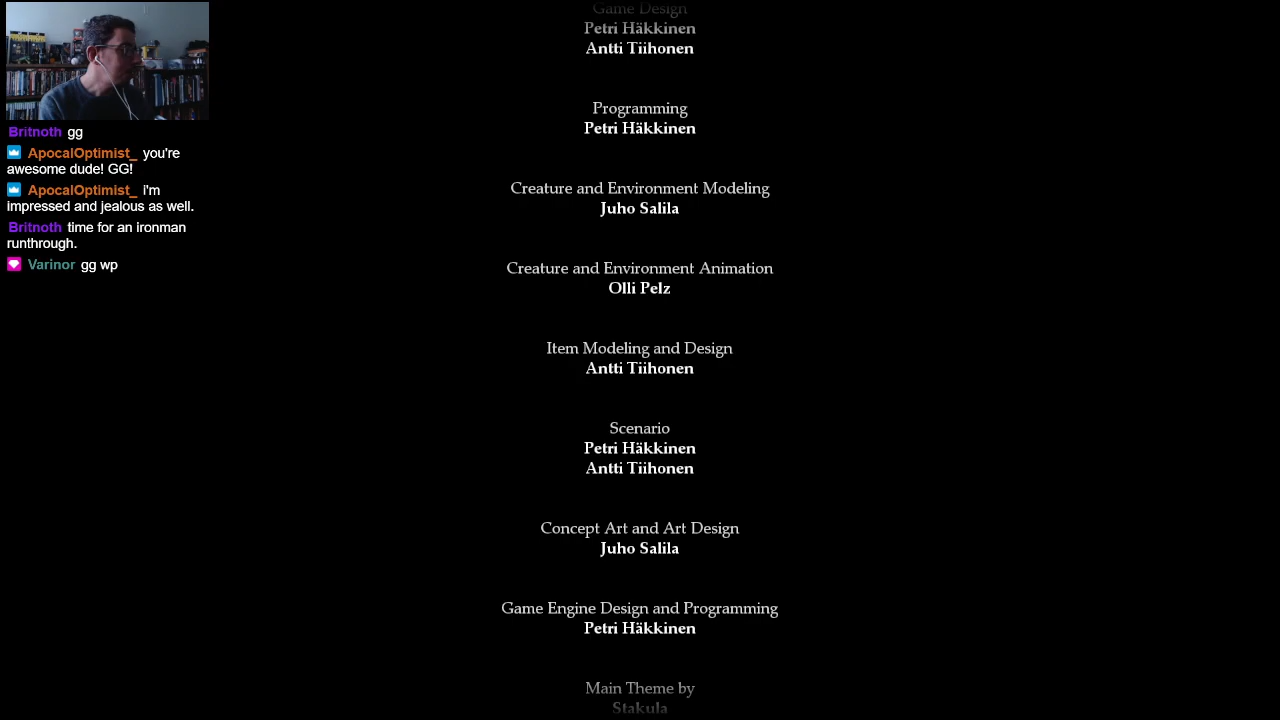 Britnoth gg
ApocalOptimist_ you're
awesome dude! GG!
ApocalOptimist_ i'm
impressed and jealous as well.
Britnoth time for an ironman
runthrough.
Varinor gg wp
Game Design
Petri Häkkinen
Antti Tiihonen
Programming
Petri Häkkinen
Creature and Environment Modeling
Juho Salila
Creature and Environment Animation
Olli Pelz
Item Modeling and Design
Antti Tiihonen
Scenario
Petri Häkkinen
Antti Tiihonen
Concept Art and Art Design
Juho Salila
Game Engine Design and Programming
Petri Häkkinen
Main Theme by
Stakula